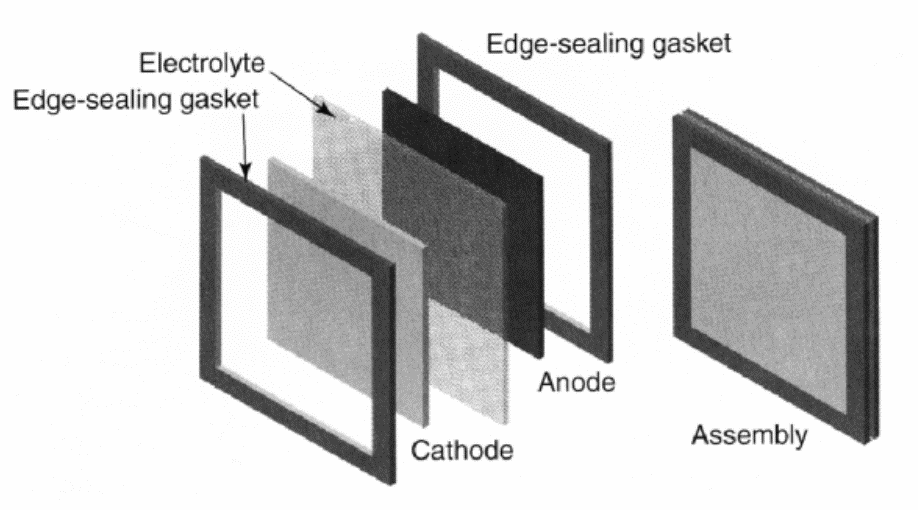 Edge-sealing gasket
Electrolyte
Edge-sealing gasket
Anode
Cathode
Assembly